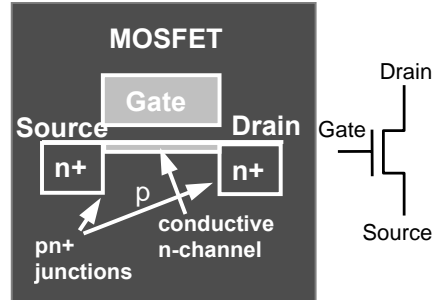 MOSFET
Gate
Source
Drain
n+
n+
p
pn+
junctions
conductive
n-channel
Drain
Gate
Source